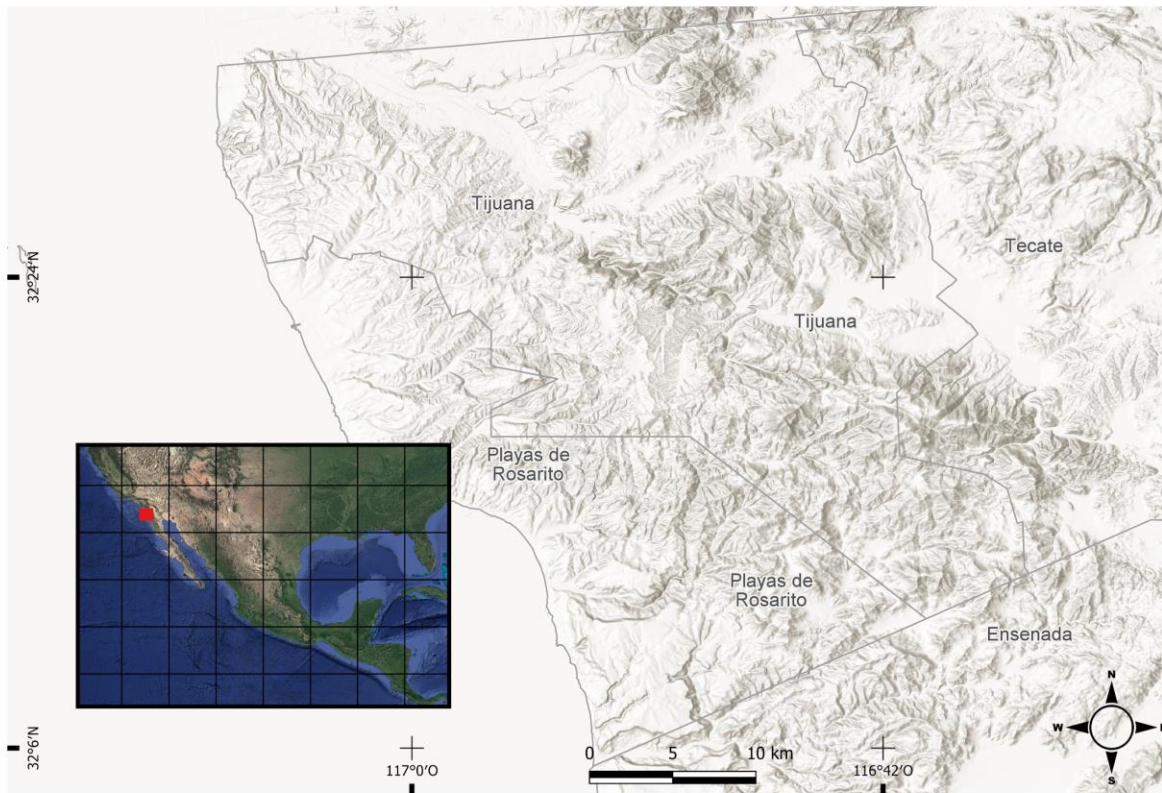 Tijuana
Tecate
32°24'N
Tijuana
Playas de
Rosarito
Playas de
Rosarito
Ensenada
N
W
S
32°6'N
0 5 10 km
117°0'O
116°42'O